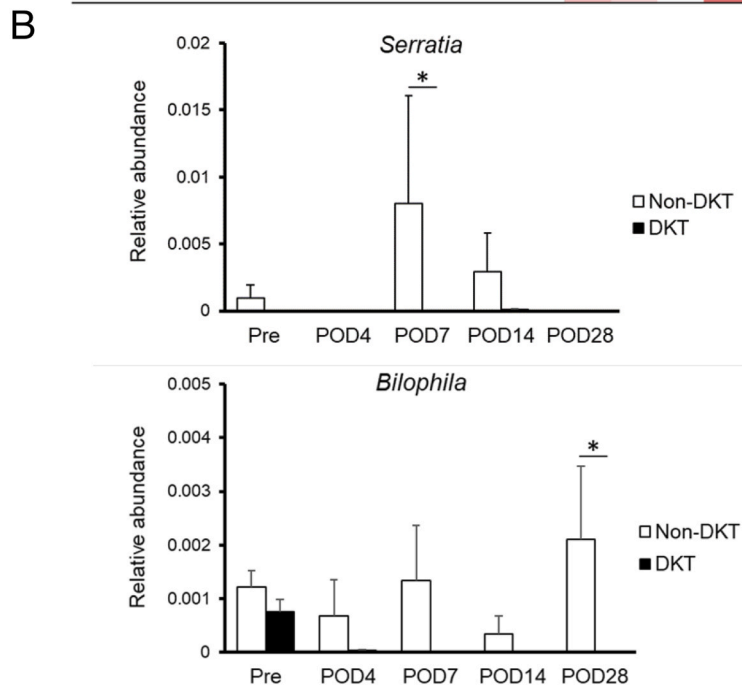 B
Serratia
*
0.02
0.015
0.01
0.005
0
Relative abundance
Non-DKT
DKT
Pre POD4 POD7 POD14 POD28
Bilophila
*
0.005
0.004
0.003
0.002
0.001
0
Relative abundance
Non-DKT
DKT
Pre POD4 POD7 POD14 POD28